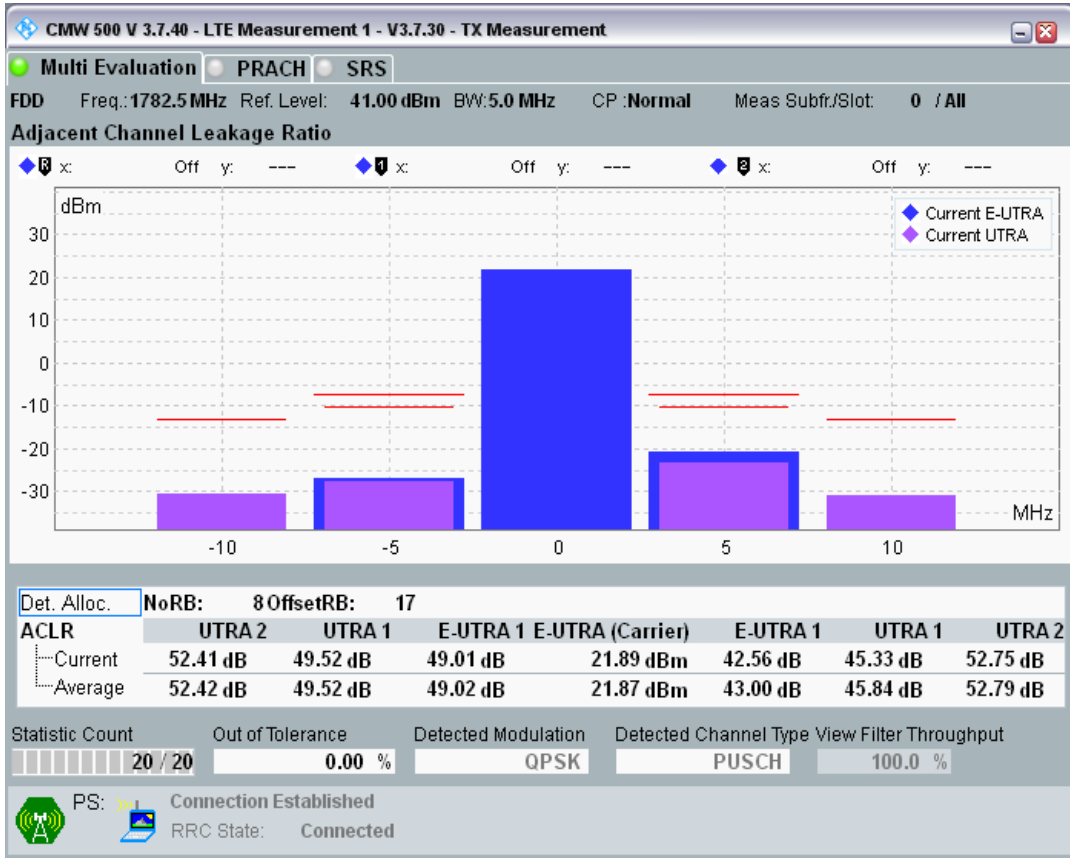 CMW 500 V 3.7.40 - LTE Measurement 1 - V3.7.30 - TX Measurement
Multi Evaluation PRACH SRS
FDD Freq.:1782.5 MHz Ref. Level: 41.00 dBm BW:5.0 MHz CP :Normal Meas Subfr./Slot: 0 / All
Adjacent Channel Leakage Ratio
R x: Off y: --- 1 x: Off y: --- 2 x: Off y: ---
dBm
Current E-UTRA
Current UTRA
30
20
10
0
-10
-20
-30
MHz
-10 -5 0 5 10
Det. Alloc. NoRB: 8 OffsetRB: 17
ACLR UTRA 2 UTRA 1 E-UTRA 1 E-UTRA (Carrier) E-UTRA 1 UTRA 1 UTRA 2
Current 52.41 dB 49.52 dB 49.01 dB 21.89 dBm 42.56 dB 45.33 dB 52.75 dB
Average 52.42 dB 49.52 dB 49.02 dB 21.87 dBm 43.00 dB 45.84 dB 52.79 dB
Statistic Count Out of Tolerance Detected Modulation Detected Channel Type View Filter Throughput
20 / 20 0.00 % QPSK PUSCH 100.0 %
PS: Connection Established
RRC State: Connected